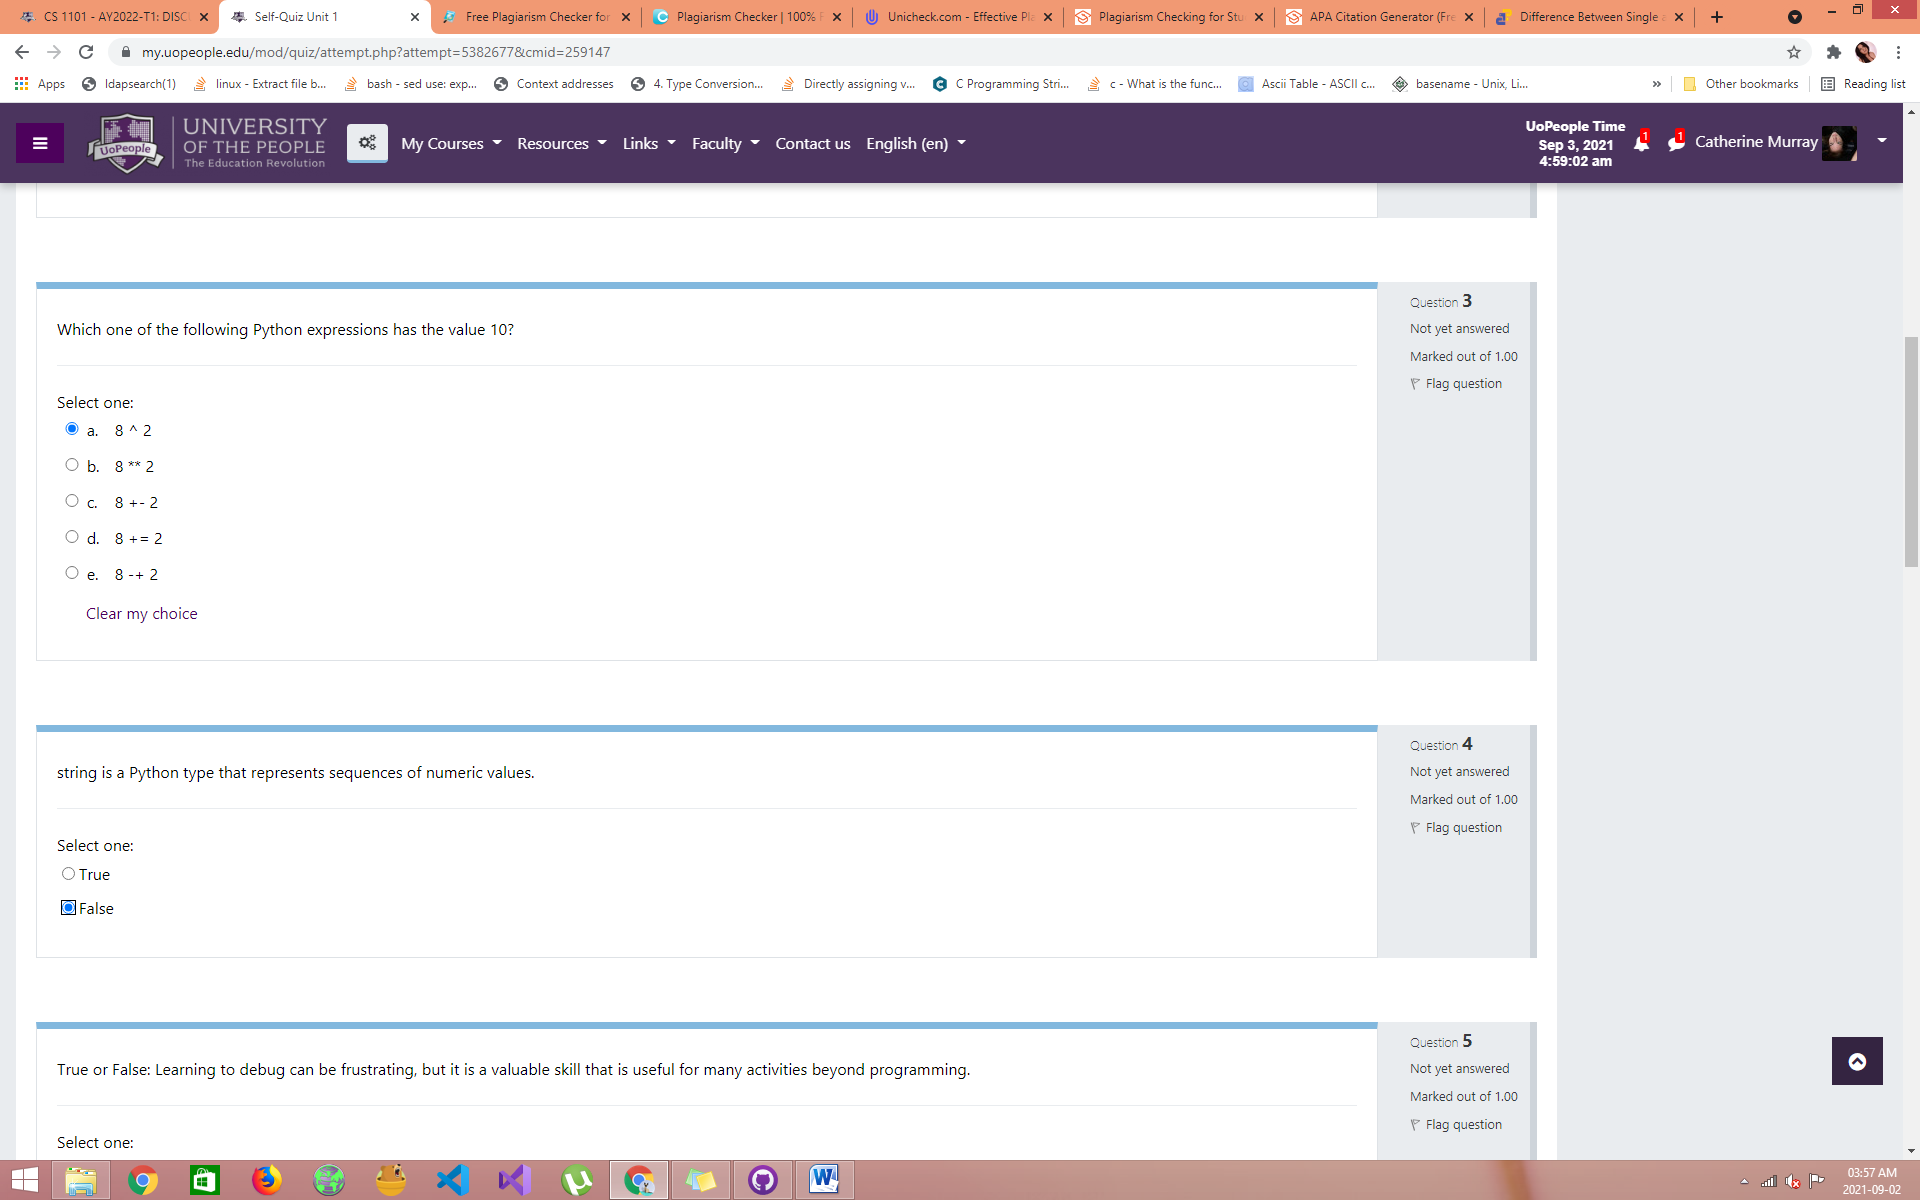 CS 1101 - AY2022-T1: DISC
Self-Quiz Unit 1
Free Plagiarism Checker for
Plagiarism Checker | 100% F
Unicheck.com - Effective Pla
Plagiarism Checking for Stu
APA Citation Generator (Fre
Difference Between Single a
my.uopeople.edu/mod/quiz/attempt.php?attempt=5382677&cmid=259147
Apps
ldapsearch(1)
linux - Extract file b...
bash - sed use: exp...
Context addresses
4. Type Conversion...
Directly assigning v...
C Programming Stri...
c - What is the func...
Ascii Table - ASCII c...
basename - Unix, Li...
»
Other bookmarks
Reading list
UoPeople
UNIVERSITY
OF THE PEOPLE
The Education Revolution
My Courses
Resources
Links
Faculty
Contact us
English (en)
UoPeople Time
Sep 3, 2021
4:59:02 am
1
1
Catherine Murray
Which one of the following Python expressions has the value 10?
Select one:
a. 8 ^ 2
b. 8 ** 2
c. 8 +- 2
d. 8 += 2
e. 8 -+ 2
Clear my choice
Question 3
Not yet answered
Marked out of 1.00
Flag question
string is a Python type that represents sequences of numeric values.
Select one:
True
False
Question 4
Not yet answered
Marked out of 1.00
Flag question
True or False: Learning to debug can be frustrating, but it is a valuable skill that is useful for many activities beyond programming.
Select one:
Question 5
Not yet answered
Marked out of 1.00
Flag question
03:57 AM
2021-09-02